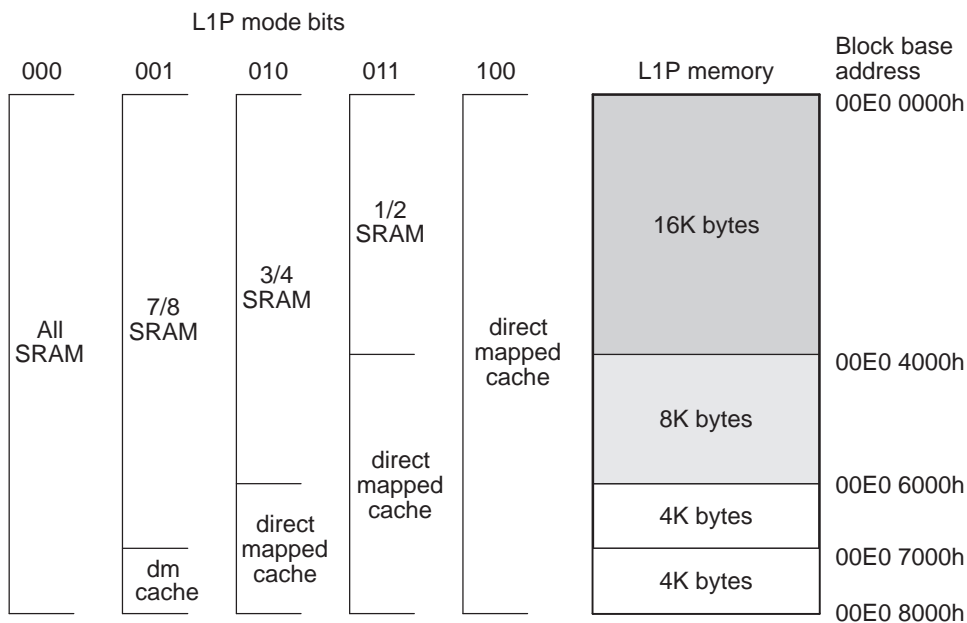 L1P mode bits
000 001 010 011 100 L1P memory Block base address
00E0 0000h
1/2 SRAM
16K bytes
3/4 SRAM
7/8 SRAM
All SRAM
direct mapped cache
00E0 4000h
8K bytes
direct mapped cache
00E0 6000h
direct mapped cache
4K bytes
00E0 7000h
dm cache
4K bytes
00E0 8000h